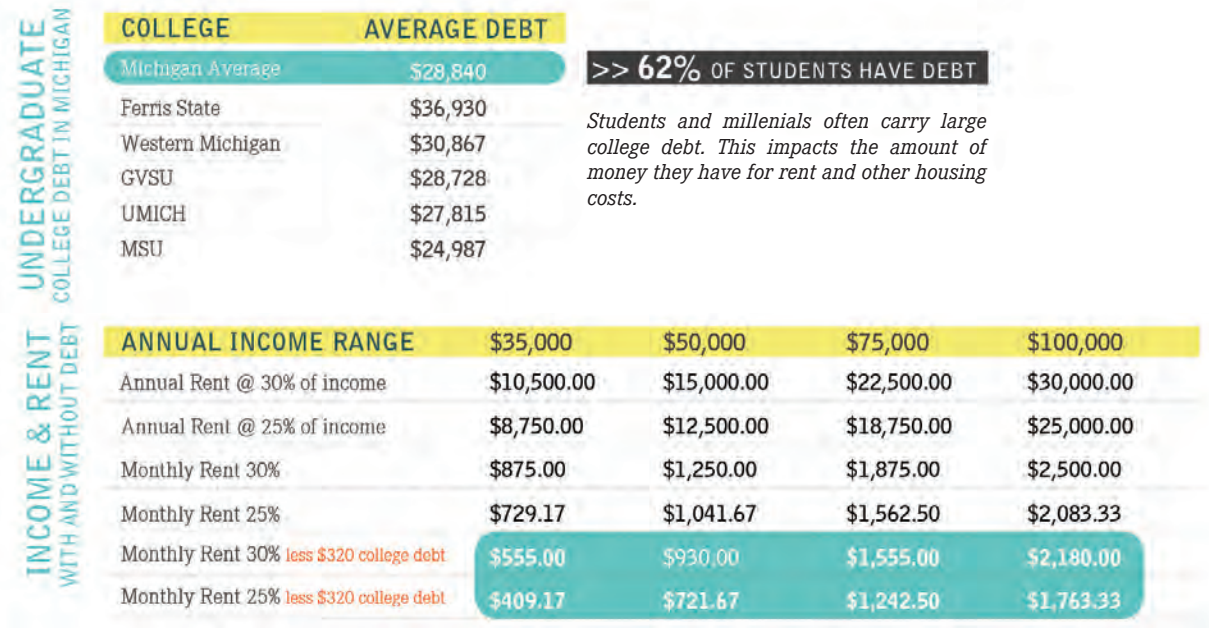 UNDERGRADUATE
COLLEGE DEBT IN MICHIGAN
COLLEGE AVERAGE DEBT
Michigan Average $28,840
Ferris State $36,930
Western Michigan $30,867
GVSU $28,728
UMICH $27,815
MSU $24,987
>> 62% OF STUDENTS HAVE DEBT
Students and millenials often carry large
college debt. This impacts the amount of
money they have for rent and other housing
costs.
INCOME & RENT
WITH AND WITHOUT DEBT
ANNUAL INCOME RANGE $35,000 $50,000 $75,000 $100,000
Annual Rent @ 30% of income $10,500.00 $15,000.00 $22,500.00 $30,000.00
Annual Rent @ 25% of income $8,750.00 $12,500.00 $18,750.00 $25,000.00
Monthly Rent 30% $875.00 $1,250.00 $1,875.00 $2,500.00
Monthly Rent 25% $729.17 $1,041.67 $1,562.50 $2,083.33
Monthly Rent 30% less $320 college debt $555.00 $930.00 $1,555.00 $2,180.00
Monthly Rent 25% less $320 college debt $409.17 $721.67 $1,242.50 $1,763.33